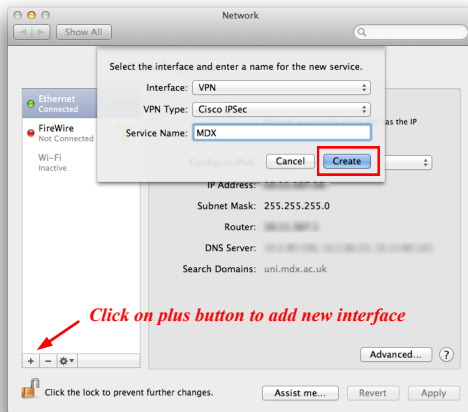 Network
Show All
Select the interface and enter a name for the new service.
Interface: VPN
VPN Type: Cisco IPSec
Service Name: MDX
Cancel Create
Ethernet
Connected
as the IP
FireWire
Not Connected
Wi-Fi
Inactive
Configure IPv4:
IP Address:
Subnet Mask: 255.255.255.0
Router:
DNS Server:
Search Domains: uni.mdx.ac.uk
Click on plus button to add new interface
+ −
Advanced... ?
Click the lock to prevent further changes.
Assist me... Revert Apply